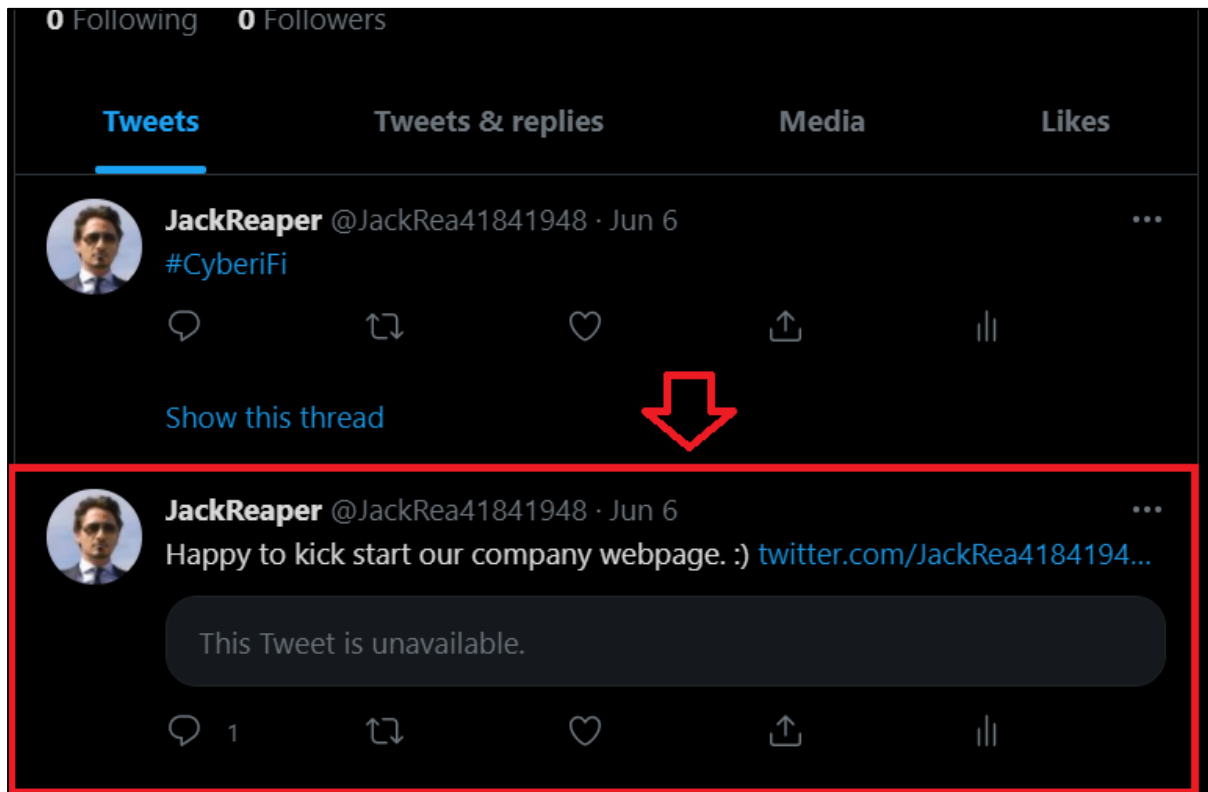 0 Following 0 Followers
Tweets Tweets & replies Media Likes
JackReaper @JackRea41841948 · Jun 6
#CyberiFi
Show this thread
JackReaper @JackRea41841948 · Jun 6
Happy to kick start our company webpage. :) twitter.com/JackRea4184194...
This Tweet is unavailable.
1